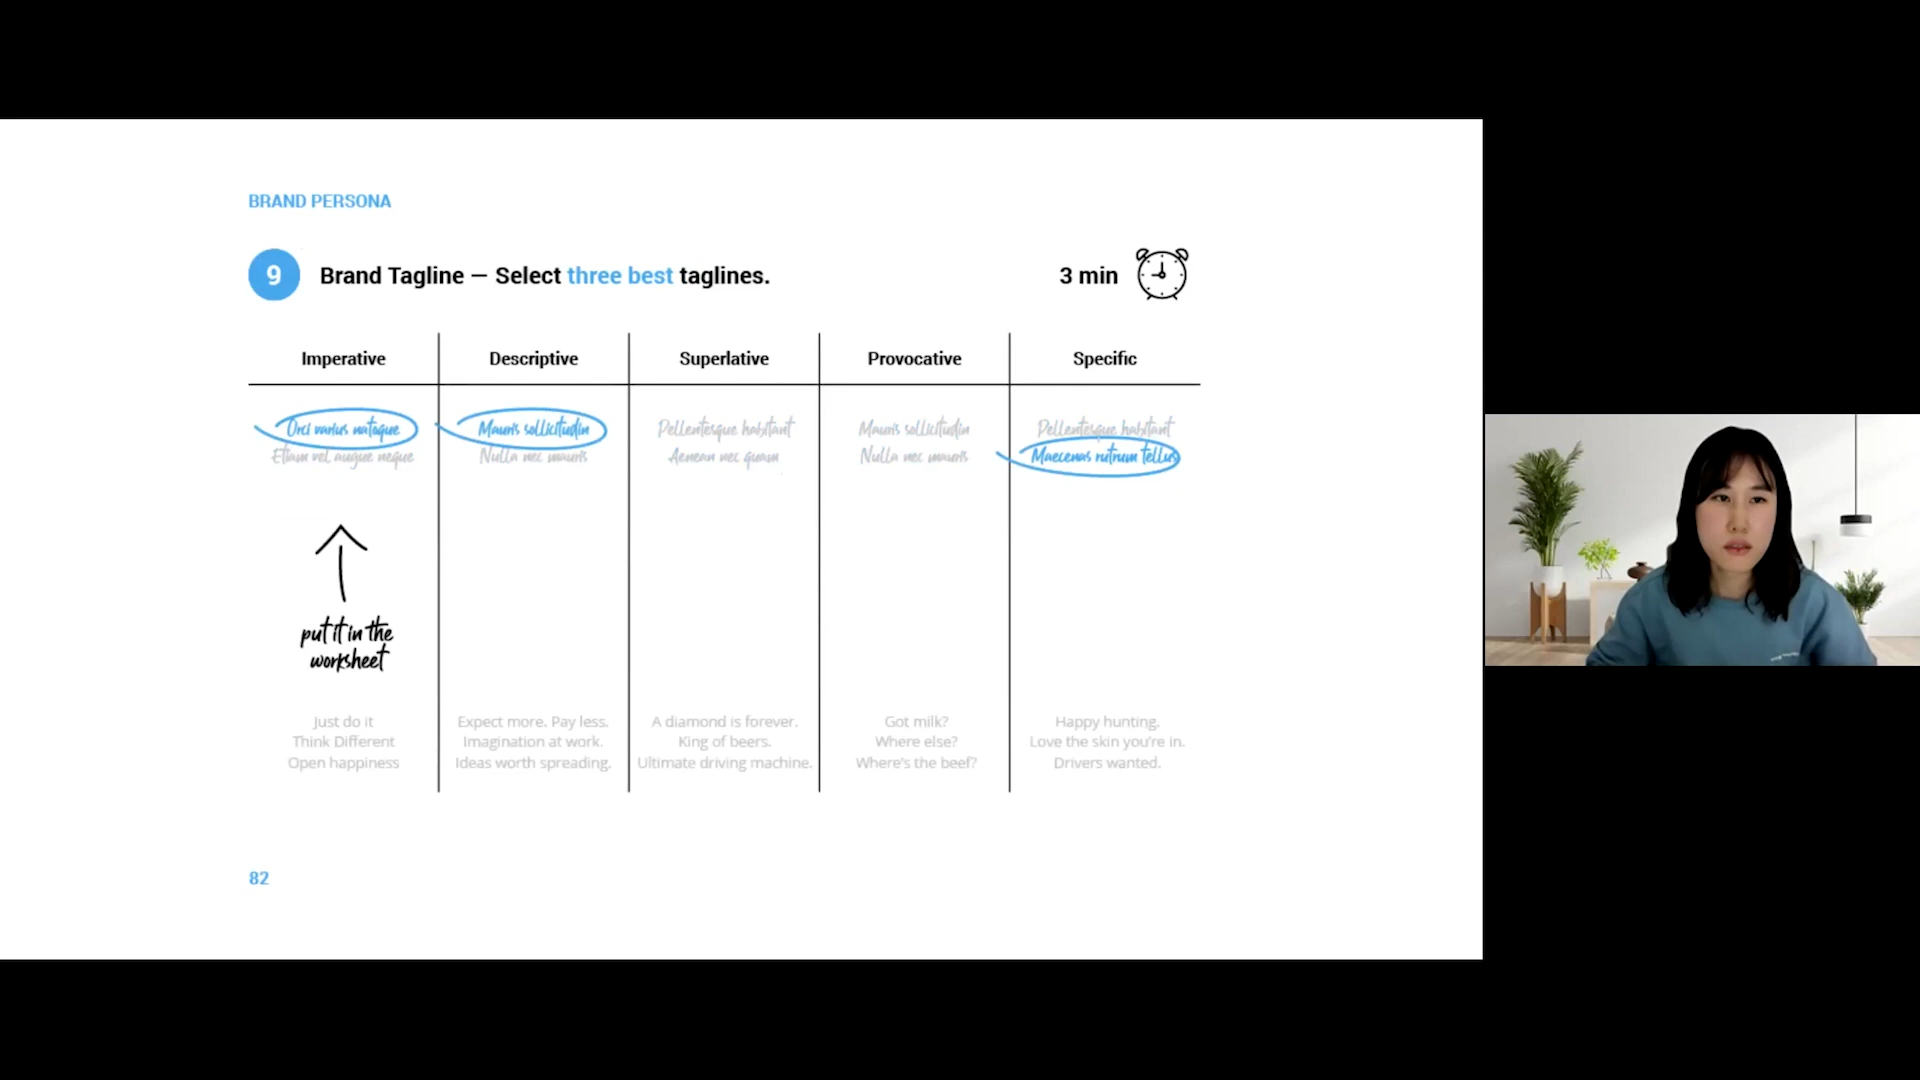 BRAND PERSONA
9 Brand Tagline — Select three best taglines. 3 min
Imperative Descriptive Superlative Provocative Specific
Orci varius natoque Mauris sollicitudin Pellentesque habitant Mauris sollicitudin Pellentesque habitant
Etiam vel augue neque Nulla nec mauris Aenean nec quam Nulla nec mauris Maecenas rutrum tellus
put it in the
worksheet
Just do it Expect more. Pay less. A diamond is forever. Got milk? Happy hunting.
Think Different Imagination at work. King of beers. Where else? Love the skin you’re in.
Open happiness Ideas worth spreading. Ultimate driving machine. Where’s the beef? Drivers wanted.
82